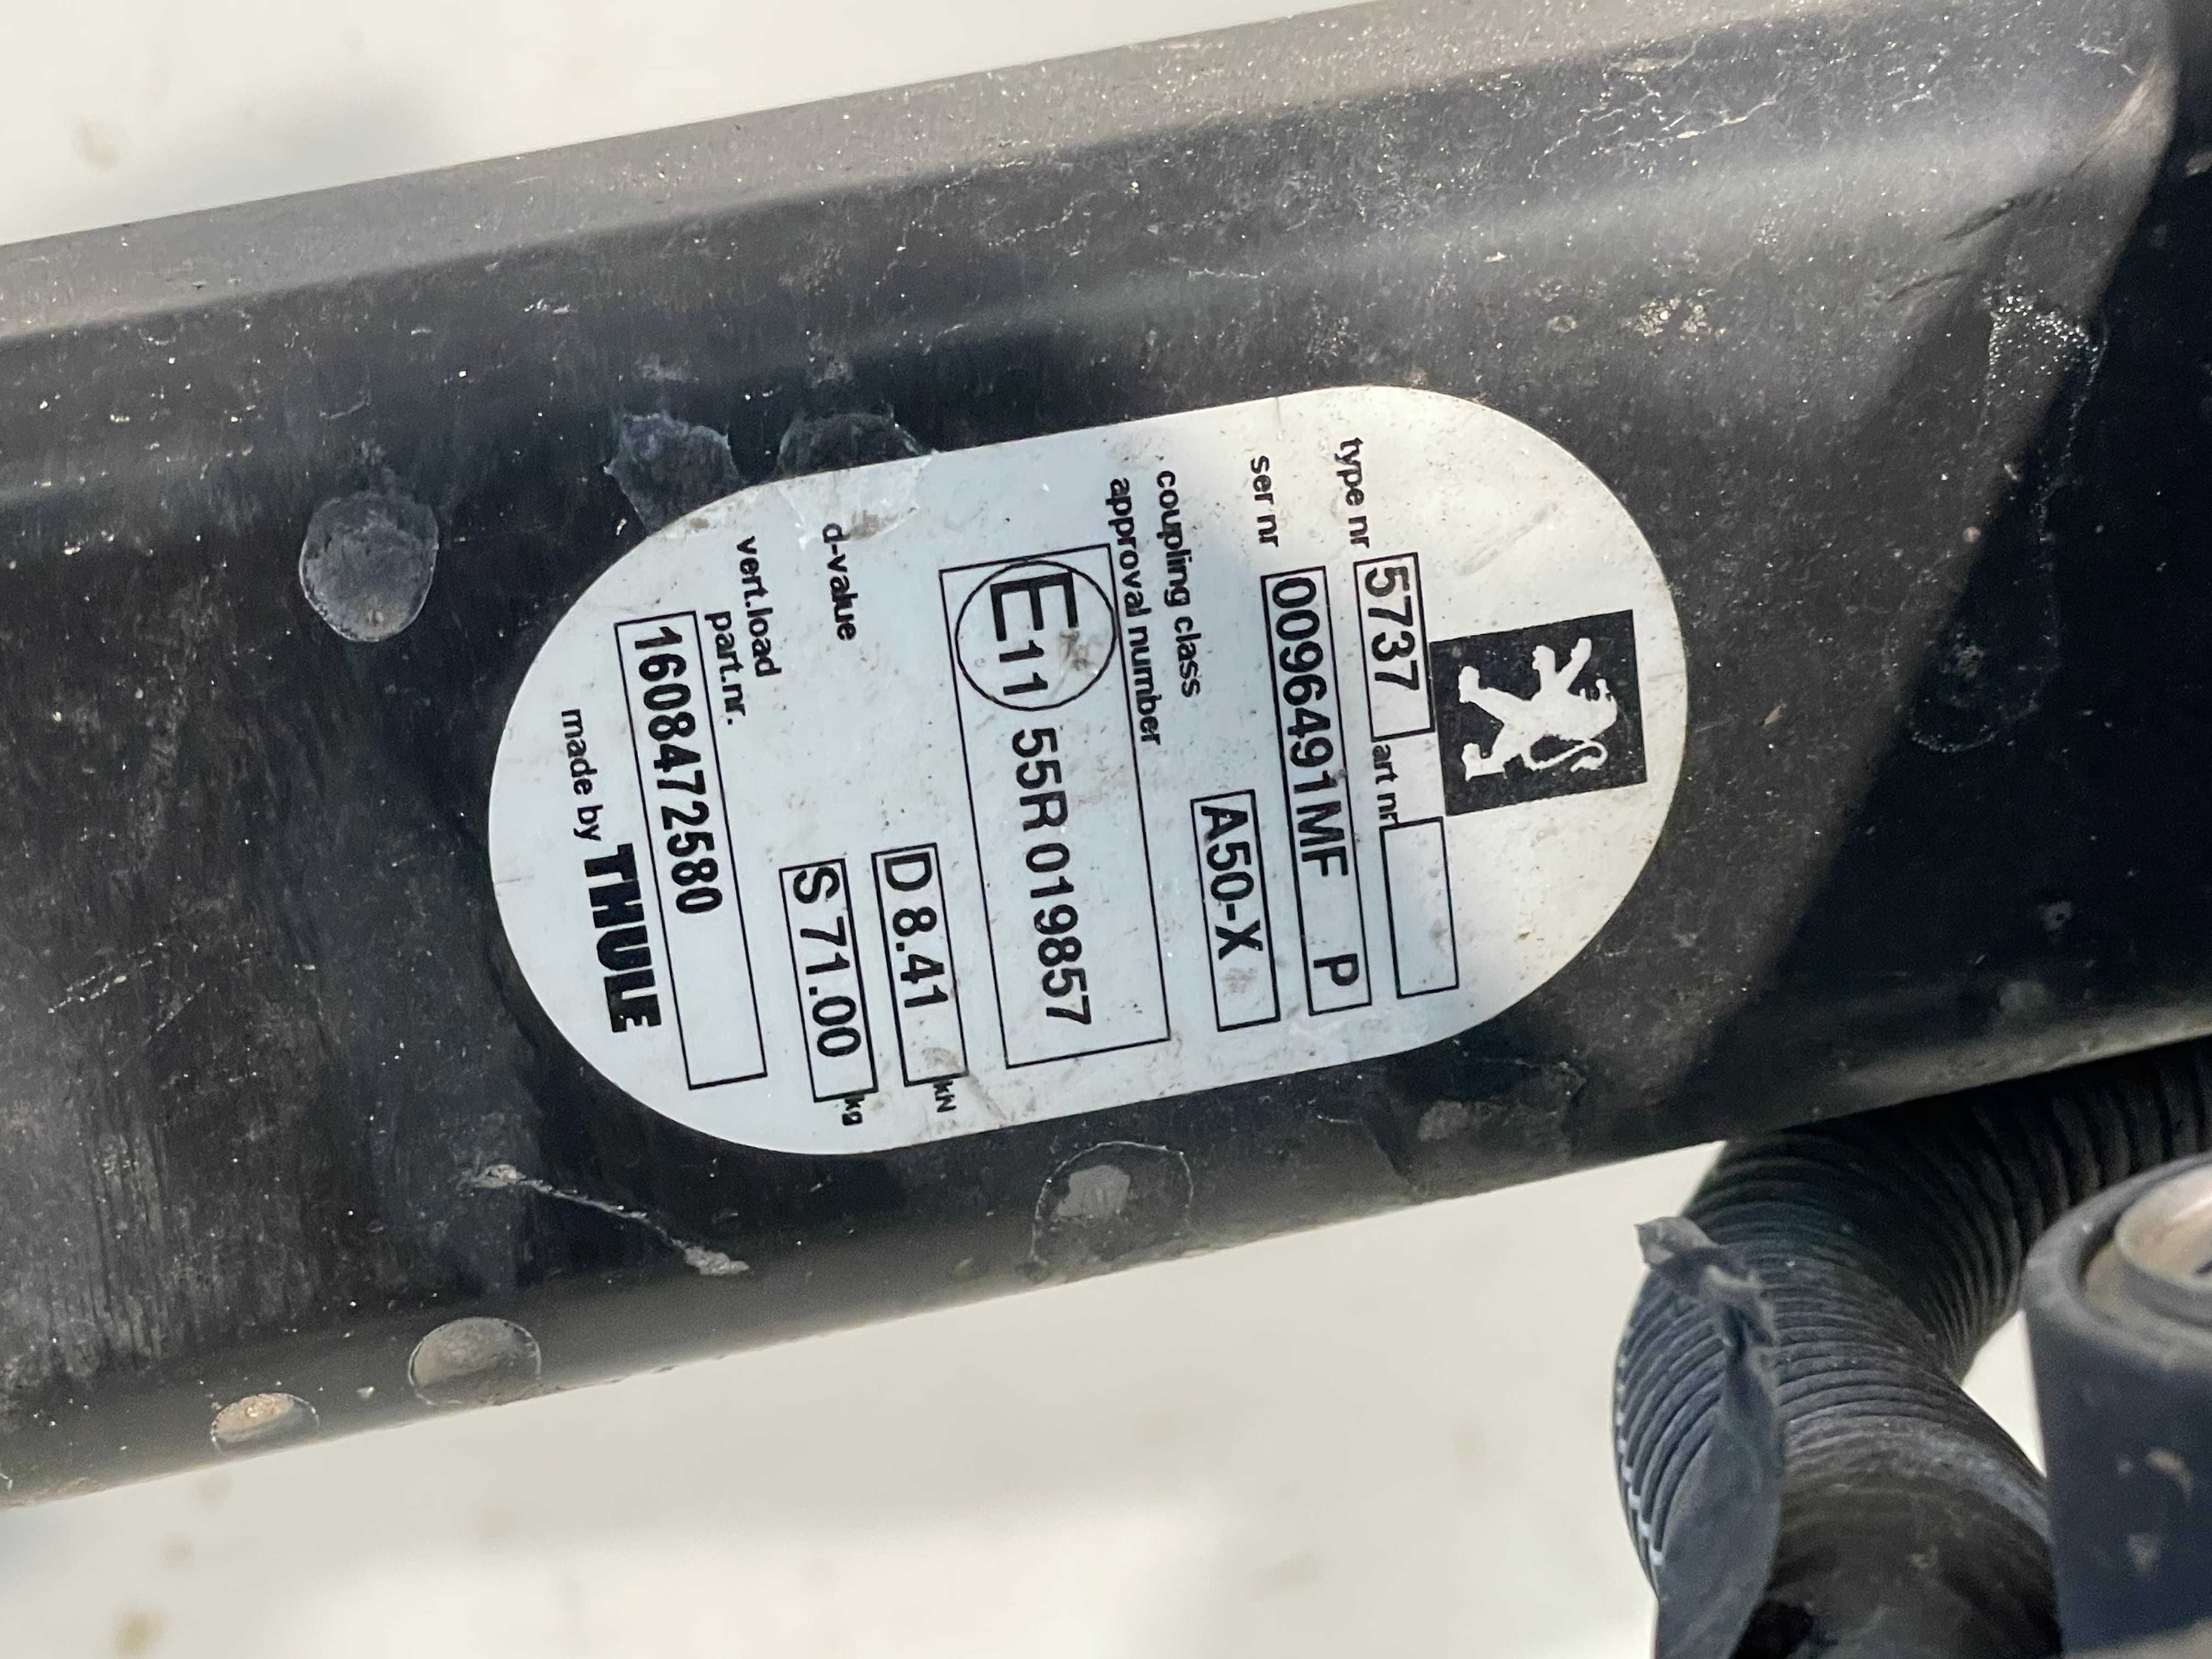 type nr 5737 art nr
ser nr 0096491MF P
coupling class A50-X
approval number
E11 55R 019857
d-value D 8.41 kN
vert.load S 71.00 kg
part.nr.
1608472580
made by THULE